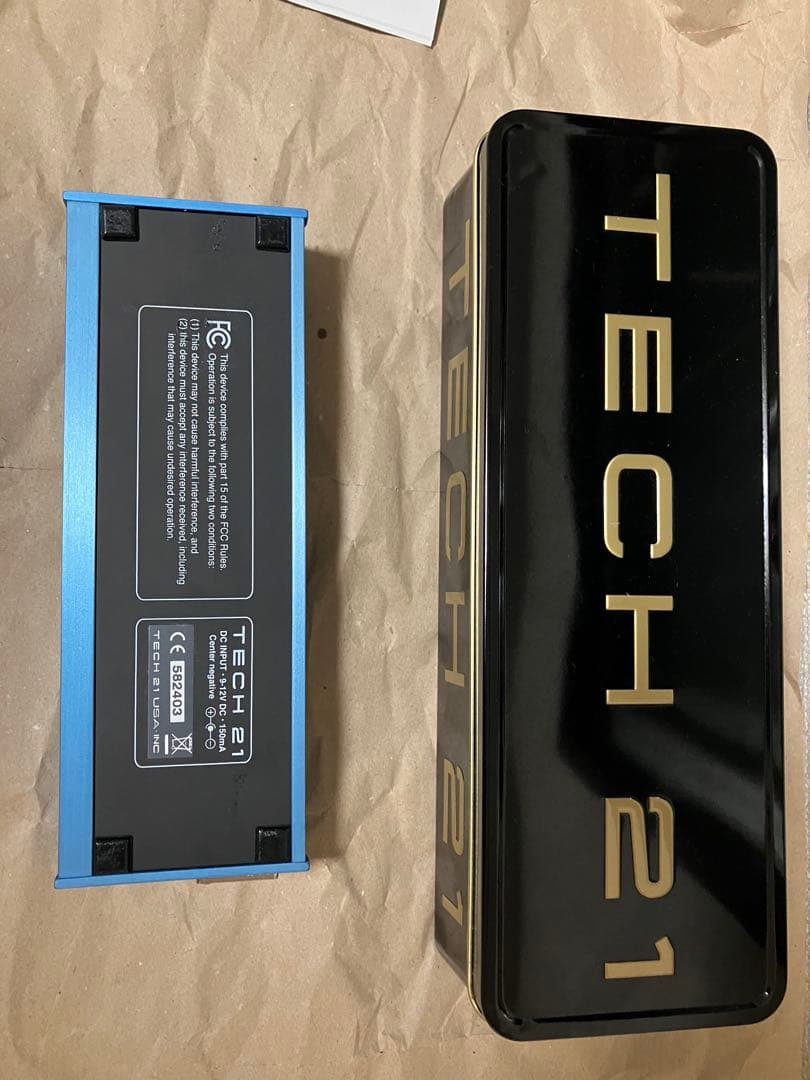 FC This device complies with part 15 of the FCC Rules.
Operation is subject to the following two conditions:
(1) This device may not cause harmful interference, and
(2) this device must accept any interference received, including
interference that may cause undesired operation.
TECH 21
DC INPUT • 9-12V DC • 150mA
Center negative
CE 582403
TECH 21 USA, INC
TECH 21
TECH 21